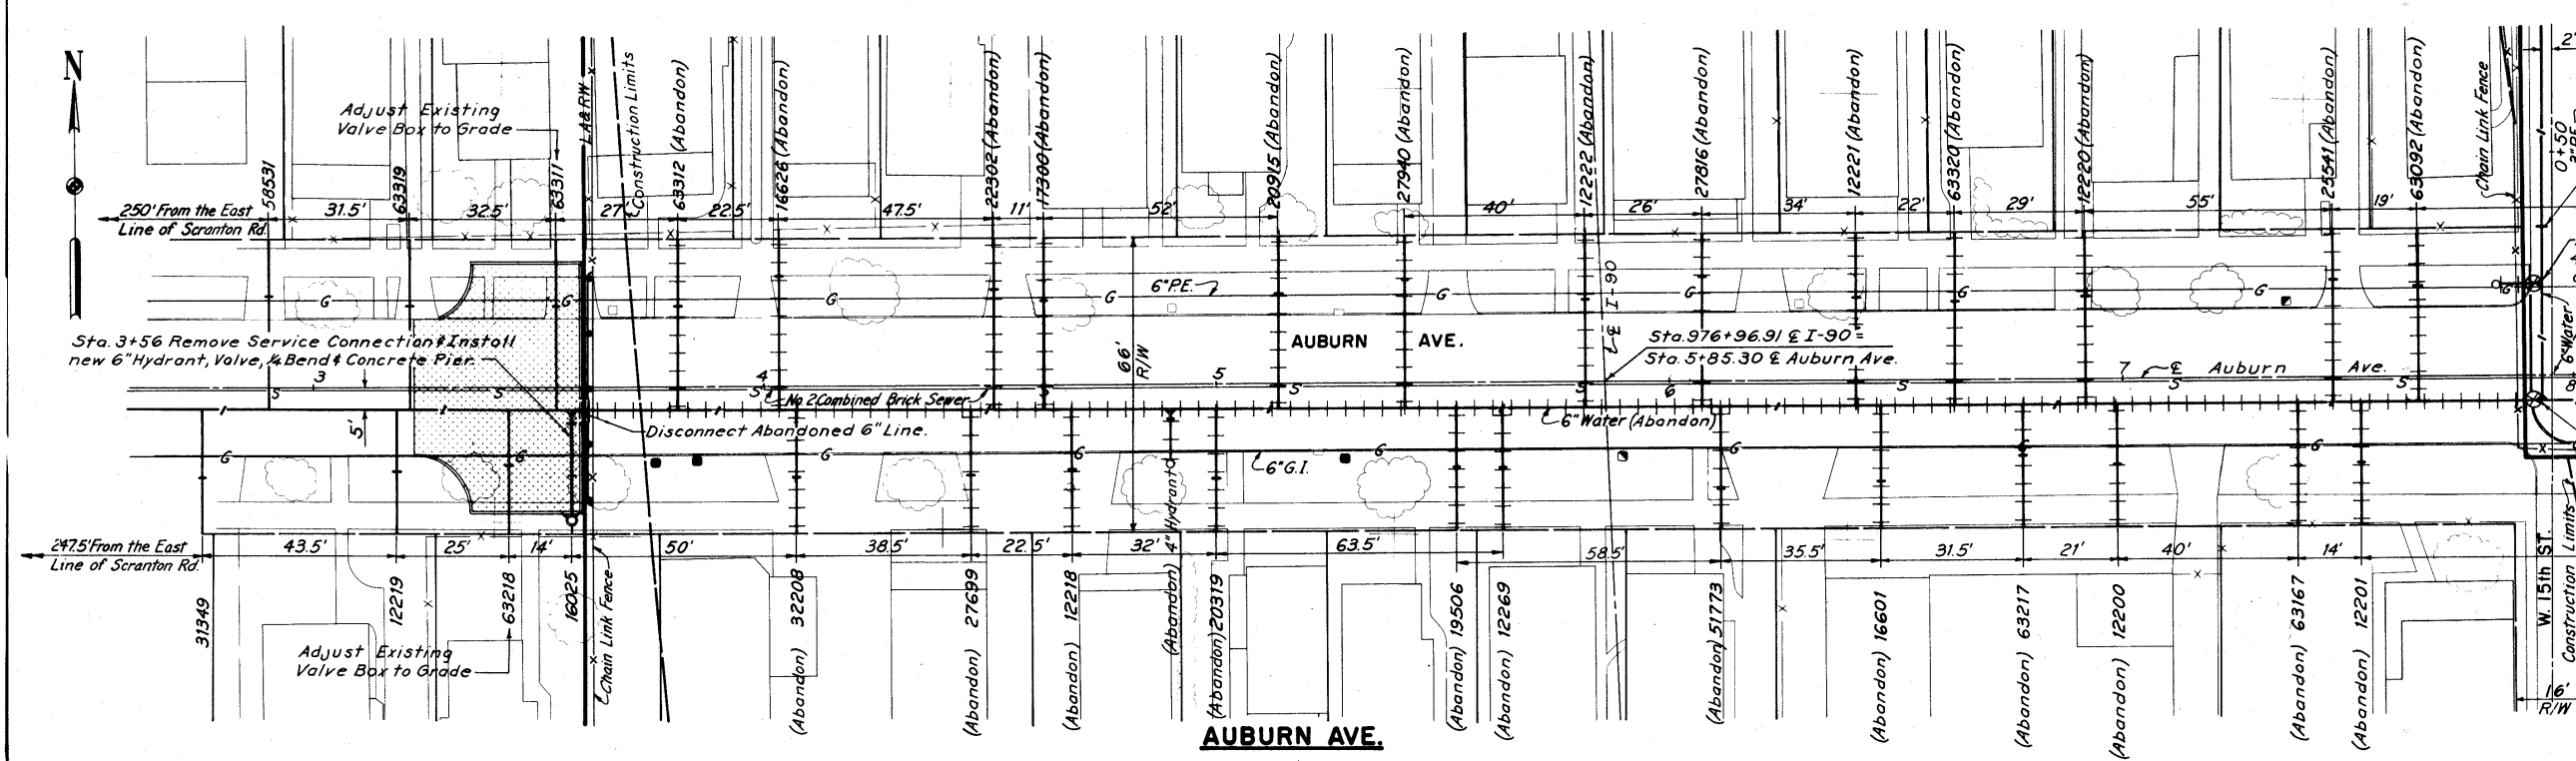 N
Adjust Existing
Valve Box to Grade
58531
63319
63311
LA&RW
Construction Limits
63312 (Abandon)
16626 (Abandon)
22302 (Abandon)
17300 (Abandon)
20915 (Abandon)
27940 (Abandon)
12222 (Abandon)
27816 (Abandon)
12221 (Abandon)
63320 (Abandon)
12220 (Abandon)
25541 (Abandon)
63092 (Abandon)
Chain Link Fence
0+50
250' From the East
Line of Scranton Rd.
31.5'
32.5'
27'
22.5'
47.5'
11'
52'
40'
26'
34'
22'
29'
55'
19'
G
G
G
G
6"P.E.
G
G
G
G
℄ I-90
66'
R/W
AUBURN AVE.
Sta. 976+96.91 ℄ I-90 =
Sta. 5+85.30 ℄ Auburn Ave.
6"Water
Sta. 3+56 Remove Service Connection & Install
new 6"Hydrant, Valve, ¼ Bend & Concrete Pier.
3
4
5
6
7
℄ Auburn Ave.
S
S
S
S
S
S
S
S
No. 2 Combined Brick Sewer
5'
Disconnect Abandoned 6" Line.
6" Water (Abandon)
G
G
G
G
6"G.I.
G
G
G
247.5' From the East
Line of Scranton Rd.
43.5'
25'
14'
50'
38.5'
22.5'
32'
63.5'
58.5'
35.5'
31.5'
21'
40'
14'
31349
12219
63218
16025
Chain Link Fence
(Abandon) 32208
(Abandon) 27699
(Abandon) 12218
(Abandon) 4" Hydrant
(Abandon) 20319
(Abandon) 19506
(Abandon) 12269
(Abandon) 51773
(Abandon) 16601
(Abandon) 63217
(Abandon) 12200
(Abandon) 63167
(Abandon) 12201
W. 15th ST.
Construction Limits
16'
R/W
Adjust Existing
Valve Box to Grade
AUBURN AVE.